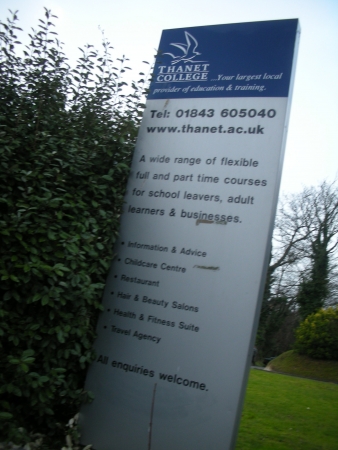 THANET
COLLEGE ...Your largest local
provider of education & training.
Tel: 01843 605040
www.thanet.ac.uk
A wide range of flexible
full and part time courses
for school leavers, adult
learners & businesses.
• Information & Advice
• Childcare Centre
• Restaurant
• Hair & Beauty Salons
• Health & Fitness Suite
• Travel Agency
All enquiries welcome.